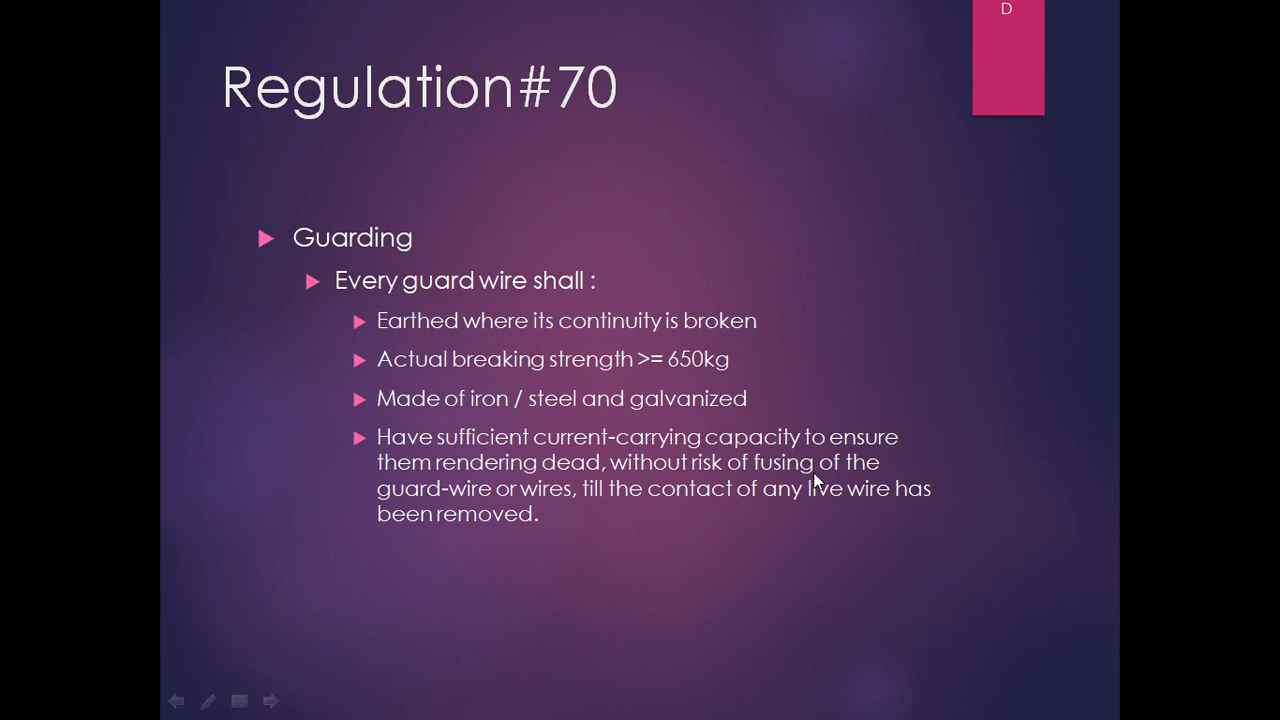 D
Regulation#70
Guarding
Every guard wire shall :
Earthed where its continuity is broken
Actual breaking strength >= 650kg
Made of iron / steel and galvanized
Have sufficient current-carrying capacity to ensure
them rendering dead, without risk of fusing of the
guard-wire or wires, till the contact of any live wire has
been removed.